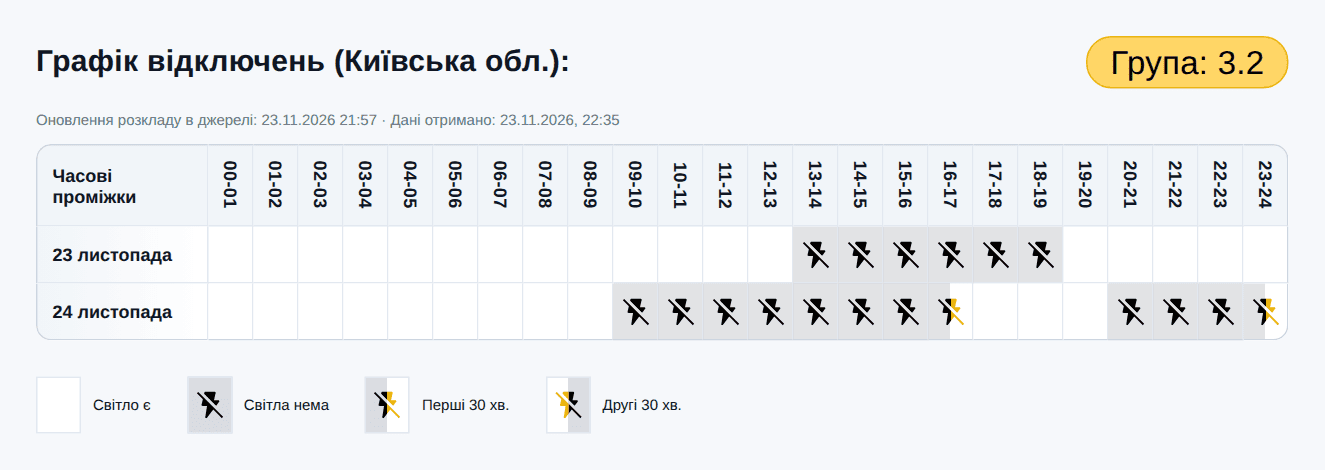 Графік відключень (Київська обл.):
Група: 3.2
Оновлення розкладу в джерелі: 23.11.2026 21:57 · Дані отримано: 23.11.2026, 22:35
Часові проміжки 00-01 01-02 02-03 03-04 04-05 05-06 06-07 07-08 08-09 09-10 10-11 11-12 12-13 13-14 14-15 15-16 16-17 17-18 18-19 19-20 20-21 21-22 22-23 23-24
23 листопада
24 листопада
Світло є Світла нема Перші 30 хв. Другі 30 хв.